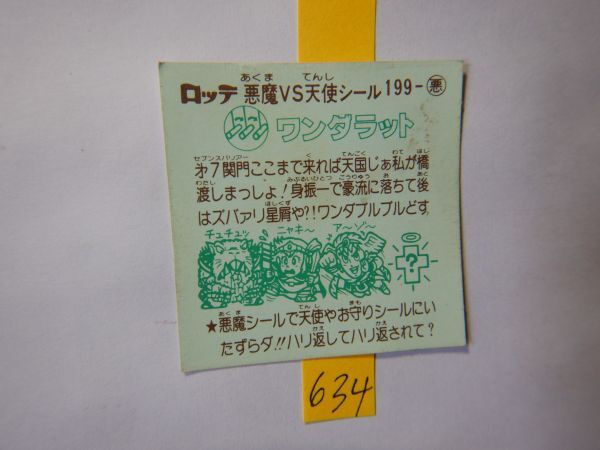 ロッテ 悪魔VS天使シール 199-悪
ワンダラット
オ7関門ここまで来れば天国じぁ私が橋
渡しまっしょ!身振一で豪流に落ちて後
はズバァリ星屑や?!ワンダブルブルどす
チュチュッ ニャキ〜 ア〜ゾ〜
?
★悪魔シールで天使やお守りシールにい
たずらダ!!ハリ返してハリ返されて?
634